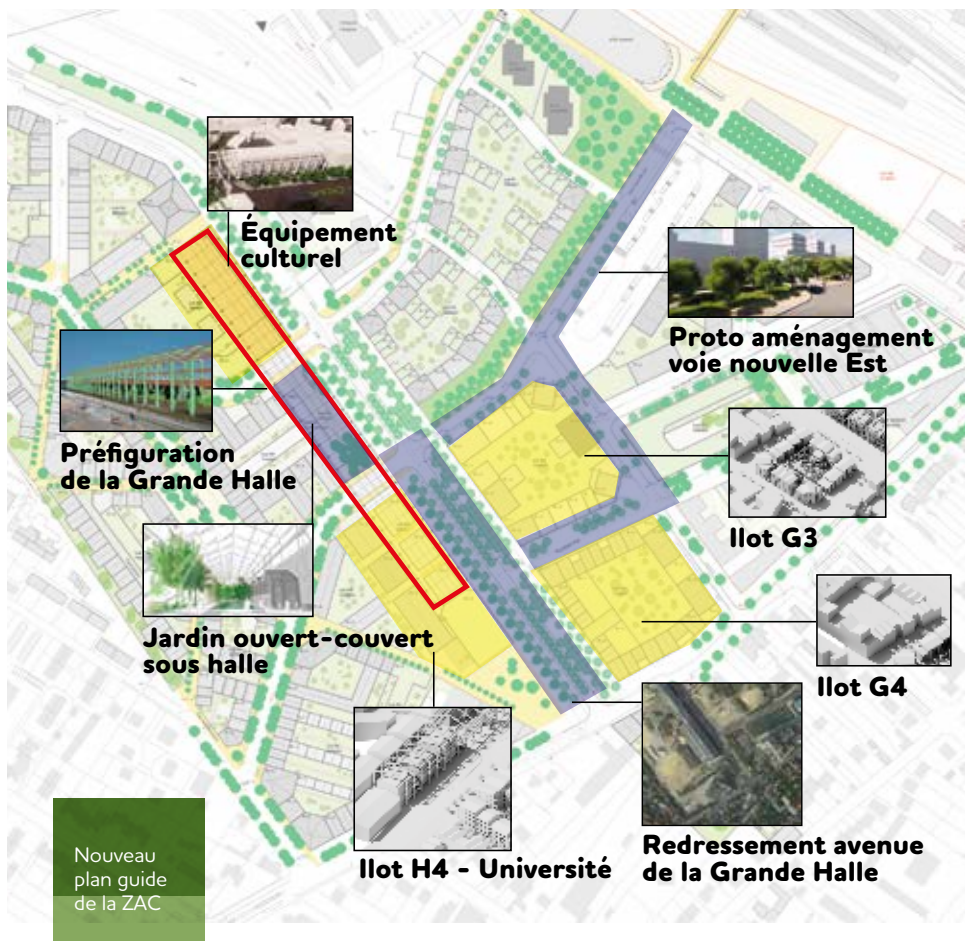 Équipement
culturel
Proto aménagement
voie nouvelle Est
Préfiguration
de la Grande Halle
Ilot G3
Jardin ouvert-couvert
sous halle
Ilot G4
Ilot H4 - Université
Redressement avenue
de la Grande Halle
Nouveau
plan guide
de la ZAC